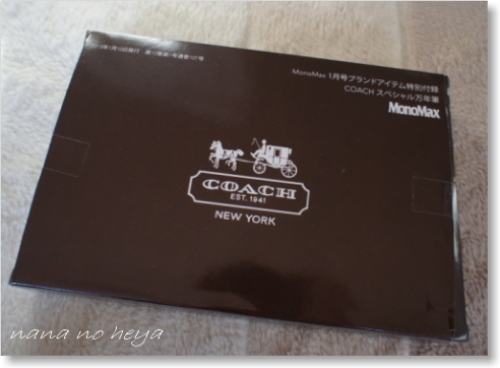 MonoMax 1月号ブランドアイテム特別付録
COACH スペシャル万年筆
MonoMax
COACH
EST. 1941
NEW YORK
nana no heya